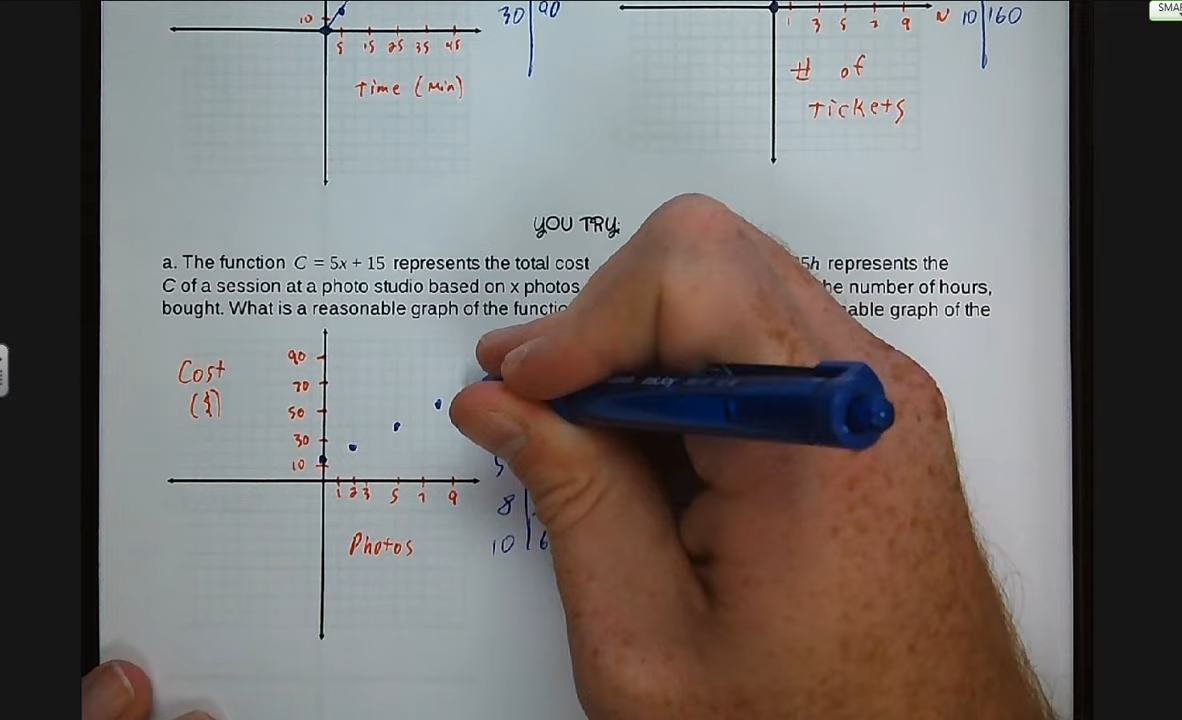 SMAR
10
5 15 25 35 45
Time (Min)
30 90
1 3 5 7 9 N
10 160
# of
Tickets
YOU TRY:
a. The function C = 5x + 15 represents the total cost
C of a session at a photo studio based on x photos
bought. What is a reasonable graph of the functio
5h represents the
he number of hours,
able graph of the
Cost
($)
90
70
50
30
10
1 2 3 5 7 9
Photos
5
8
10 6